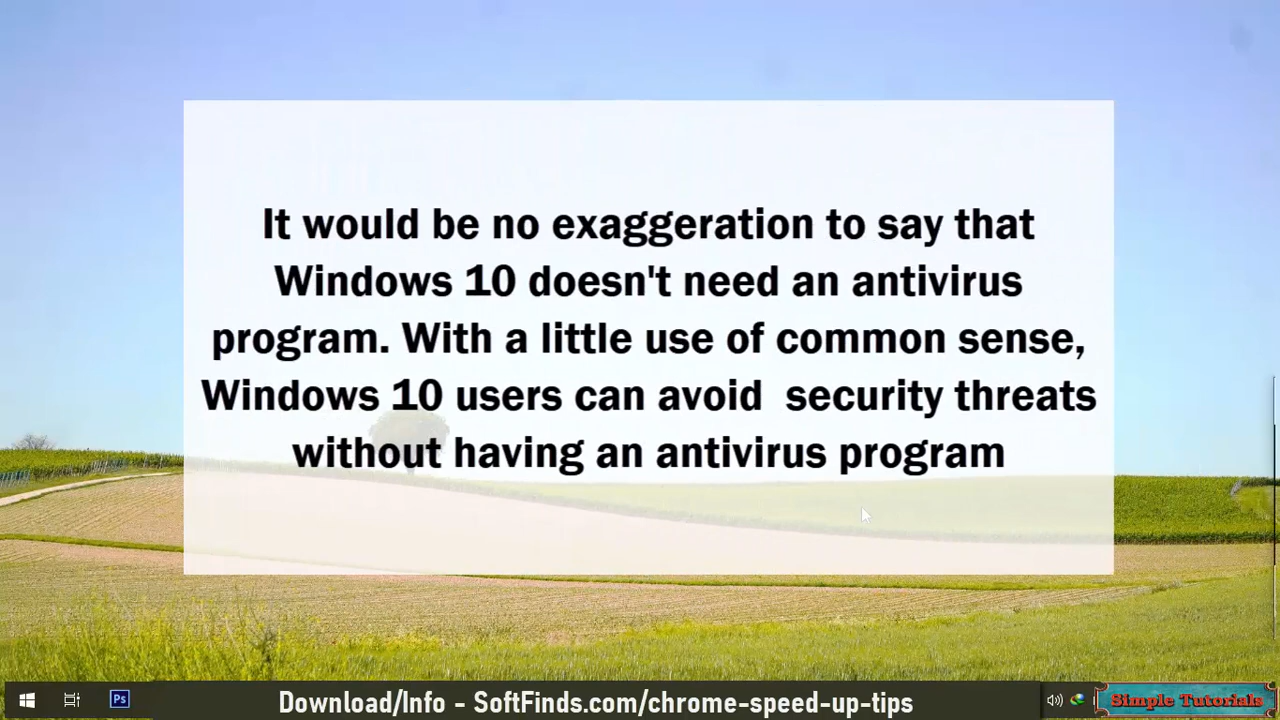 It would be no exaggeration to say that
Windows 10 doesn't need an antivirus
program. With a little use of common sense,
Windows 10 users can avoid  security threats
without having an antivirus program
Ps
Download/Info - SoftFinds.com/chrome-speed-up-tips
Simple Tutorials